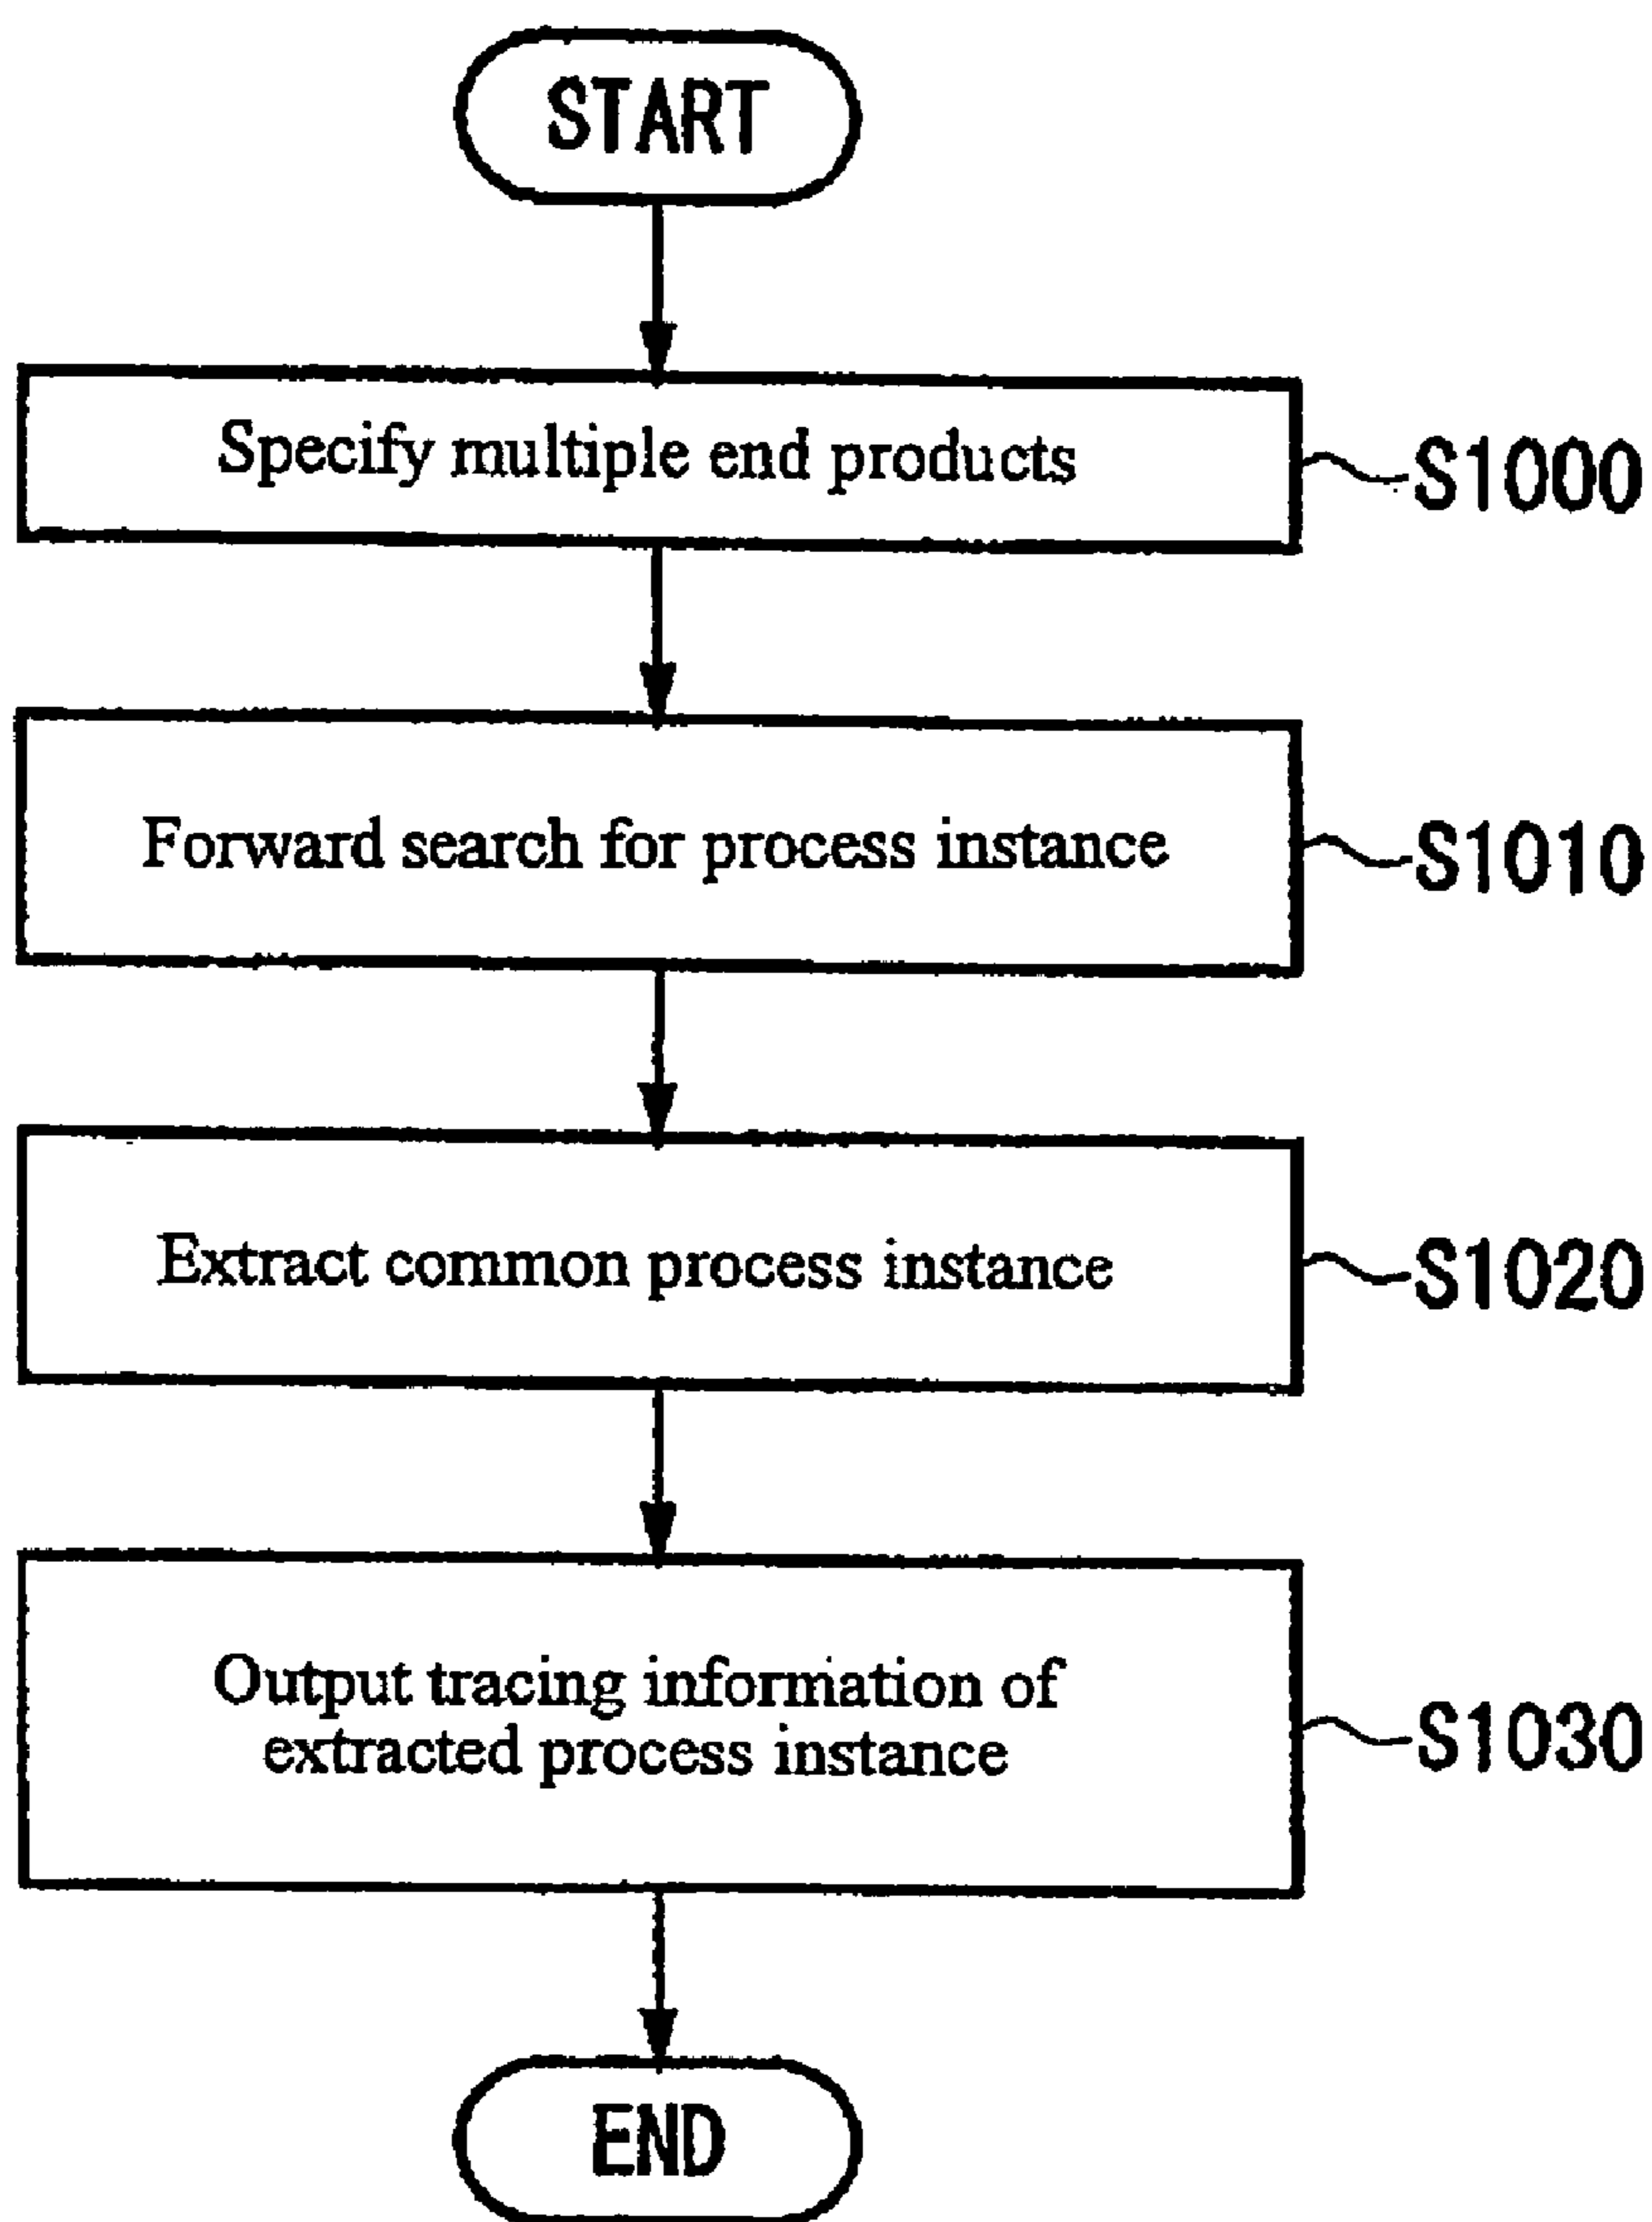 START
Specify multiple end products
S1000
Forward search for process instance
S1010
Extract common process instance
S1020
Output tracing information of
extracted process instance
S1030
END